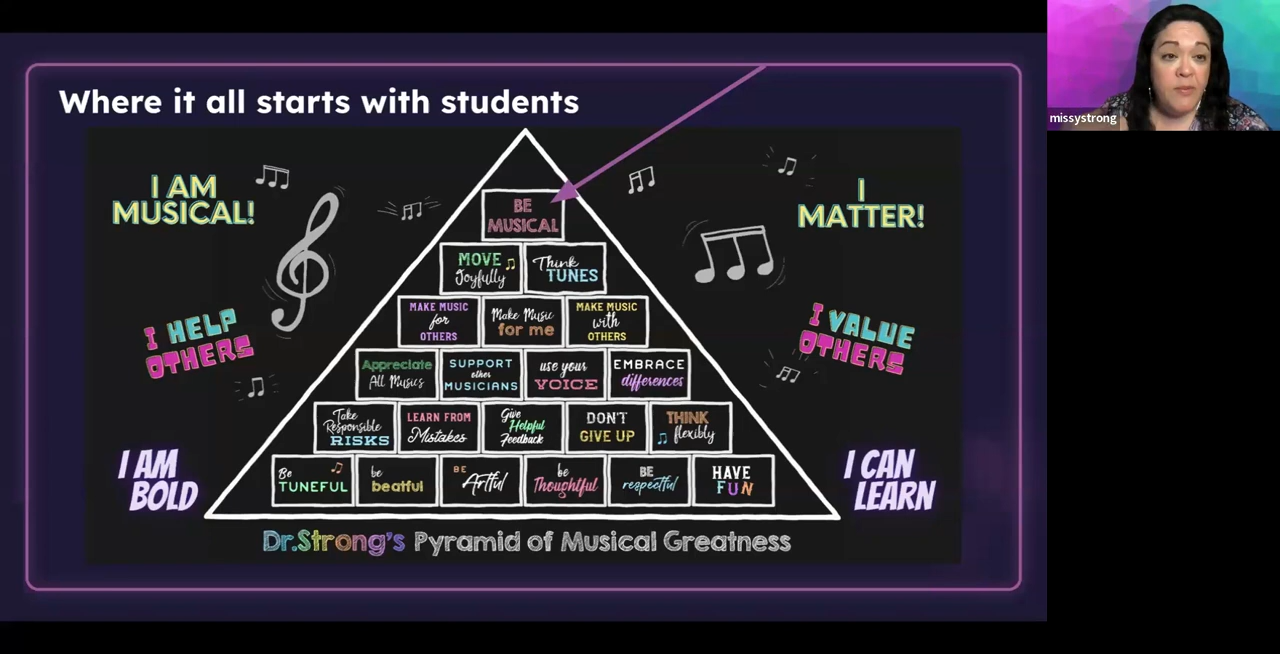 Where it all starts with students
missystrong
I AM
MUSICAL!
I
MATTER!
BE
MUSICAL
MOVE
Joyfully
Think
TUNES
MAKE MUSIC
for
OTHERS
Make Music
for me
MAKE MUSIC
with
OTHERS
I HELP
OTHERS
I VALUE
OTHERS
Appreciate
All Musics
SUPPORT
other
MUSICIANS
use your
VOICE
EMBRACE
differences
Take
Responsible
RISKS
LEARN FROM
Mistakes
Give
Helpful
Feedback
DON'T
GIVE UP
THINK
flexibly
I AM
BOLD
I CAN
LEARN
Be
TUNEFUL
be
beatful
BE
Artful
be
Thoughtful
BE
respectful
HAVE
FUN
Dr.Strong's Pyramid of Musical Greatness